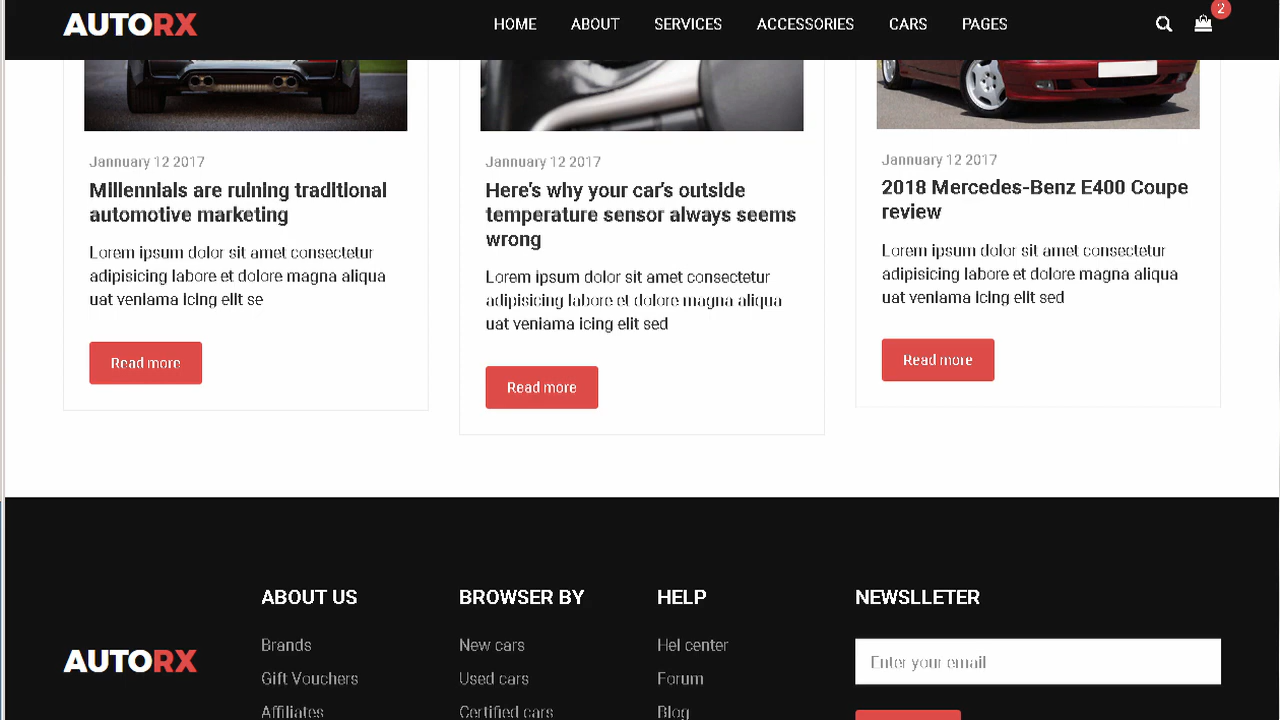 AUTORX HOME ABOUT SERVICES ACCESSORIES CARS PAGES 2
Jannuary 12 2017
Millennials are ruining traditional
automotive marketing
Lorem ipsum dolor sit amet consectetur
adipisicing labore et dolore magna aliqua
uat veniama icing elit se
Read more
Jannuary 12 2017
Here's why your car's outside
temperature sensor always seems
wrong
Lorem ipsum dolor sit amet consectetur
adipisicing labore et dolore magna aliqua
uat veniama icing elit sed
Read more
Jannuary 12 2017
2018 Mercedes-Benz E400 Coupe
review
Lorem ipsum dolor sit amet consectetur
adipisicing labore et dolore magna aliqua
uat veniama icing elit sed
Read more
AUTORX
ABOUT US
Brands
Gift Vouchers
Affiliates
BROWSER BY
New cars
Used cars
Certified cars
HELP
Hel center
Forum
Blog
NEWSLLETER
Enter your email